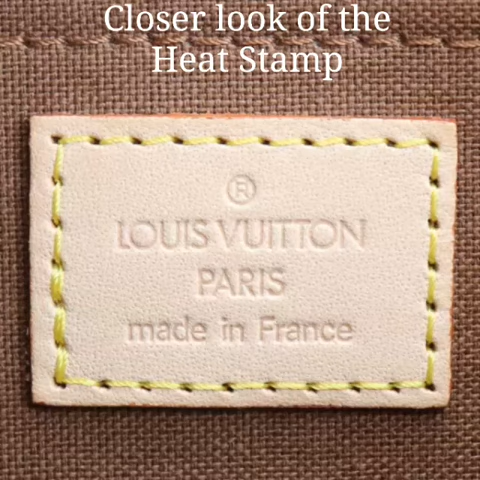 Closer look of the
Heat Stamp
®
LOUIS VUITTON
PARIS
made in France